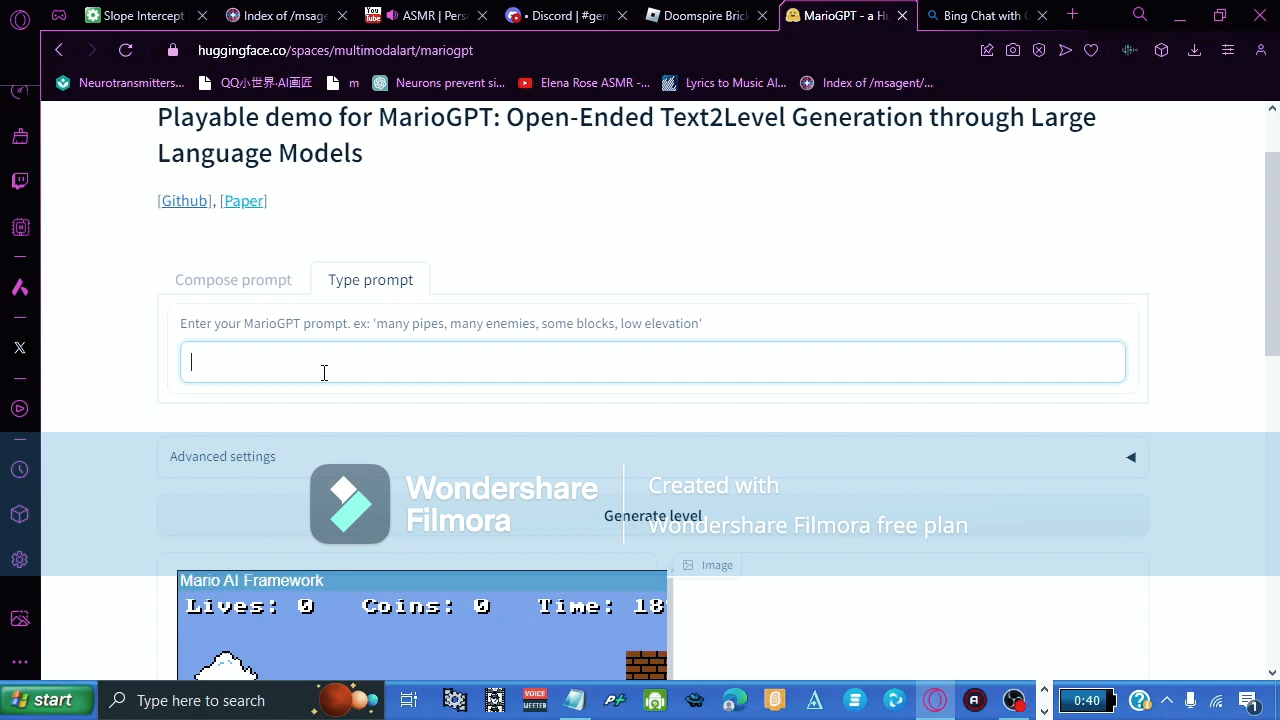 Slope Intercept
Index of /msage
ASMR | Pers
• Discord | #gen
Doomspire Brick
MarioGPT - a Hu
Bing Chat with
huggingface.co/spaces/multimodalart/mariogpt
Neurotransmitters...
QQ小世界·AI画匠
m
Neurons prevent si...
Elena Rose ASMR -...
Lyrics to Music AI...
Index of /msagent/...
Playable demo for MarioGPT: Open-Ended Text2Level Generation through Large
Language Models
[Github], [Paper]
Compose prompt
Type prompt
Enter your MarioGPT prompt. ex: 'many pipes, many enemies, some blocks, low elevation'
Advanced settings
Wondershare
Filmora
Created with
Wondershare Filmora free plan
Generate level
Image
Mario AI Framework
Lives: 0 Coins: 0 Time: 18
start
Type here to search
VOICE
MEETER
0:40
1